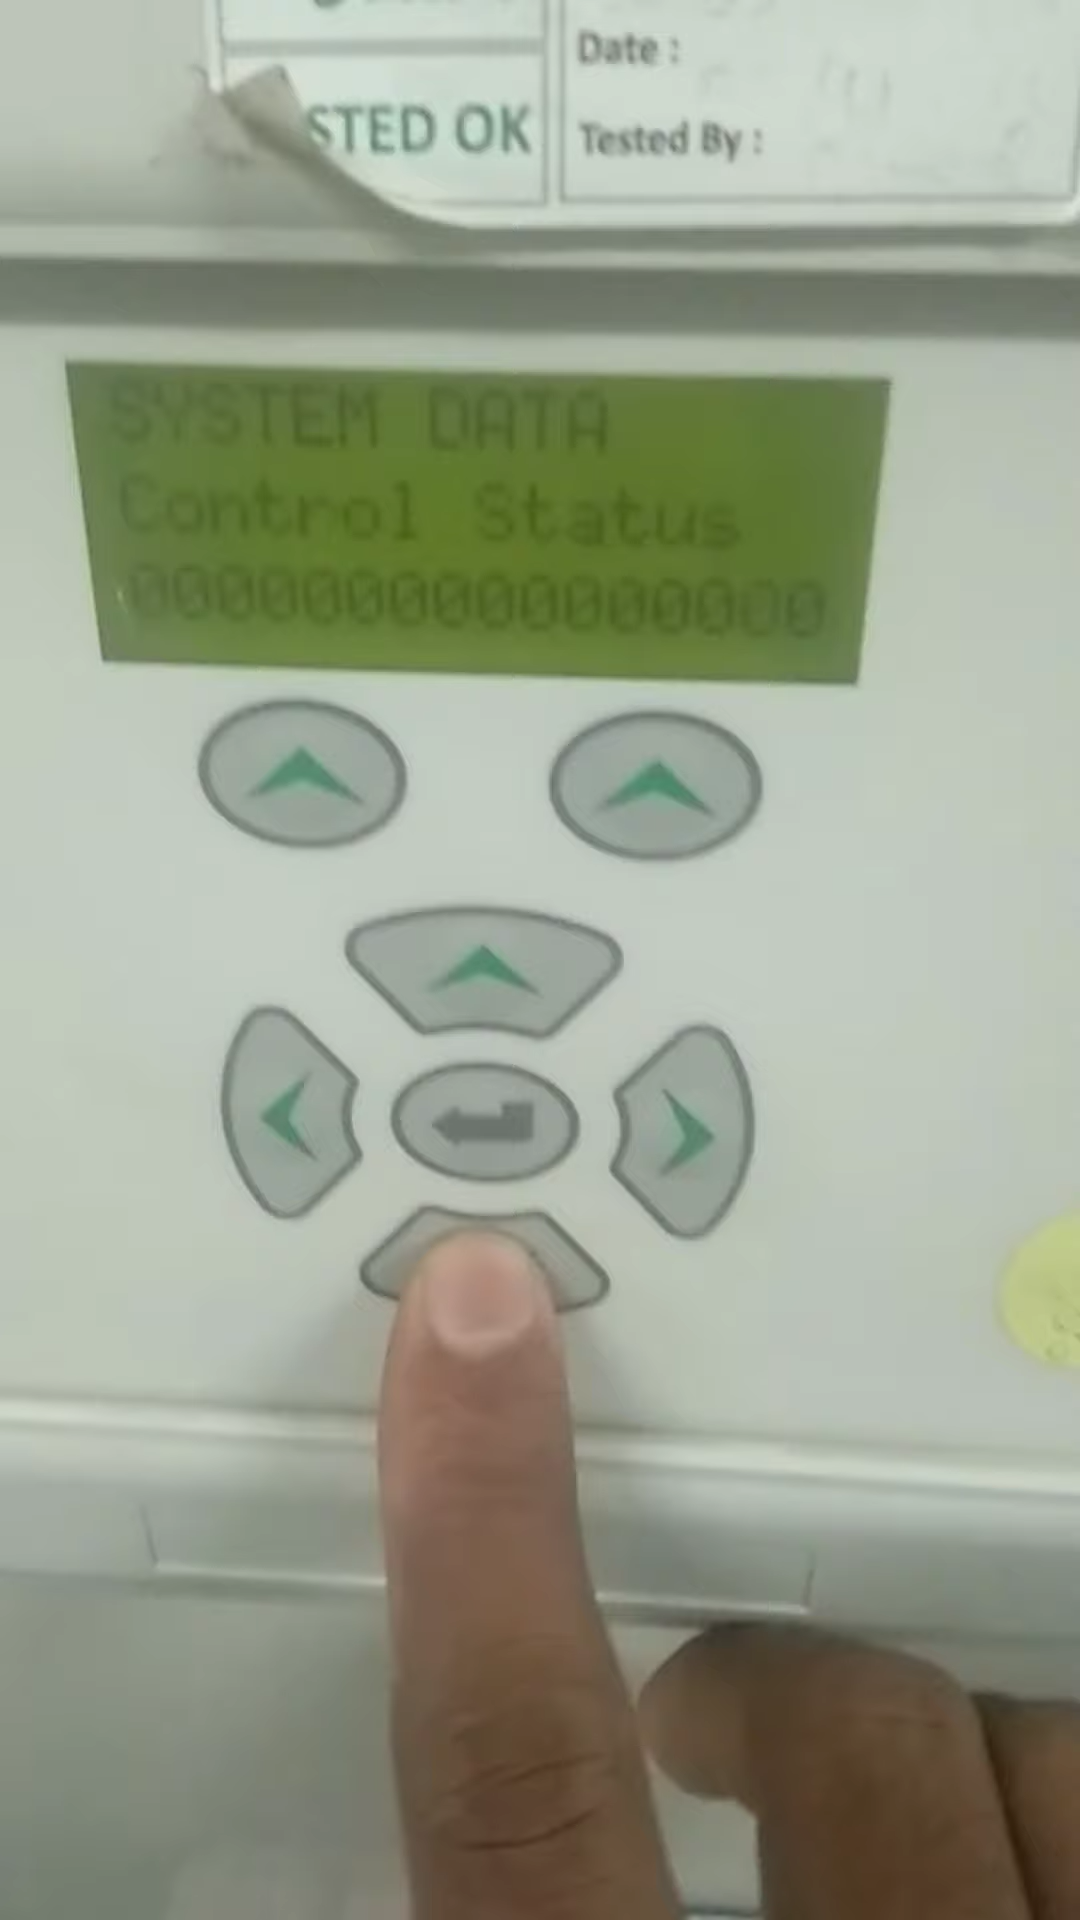 Date :
STED OK
Tested By :
SYSTEM DATA
Control Status
0000000000000000